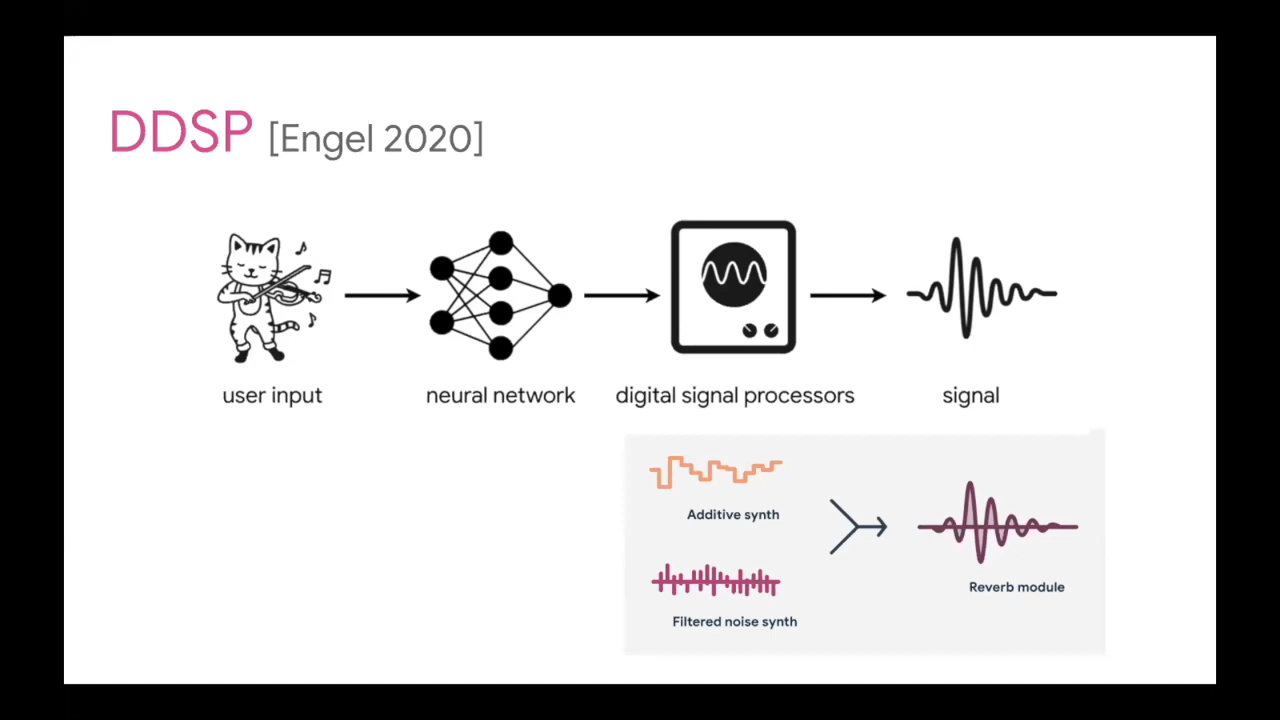 DDSP [Engel 2020]
user input
neural network
digital signal processors
signal
Additive synth
Filtered noise synth
Reverb module